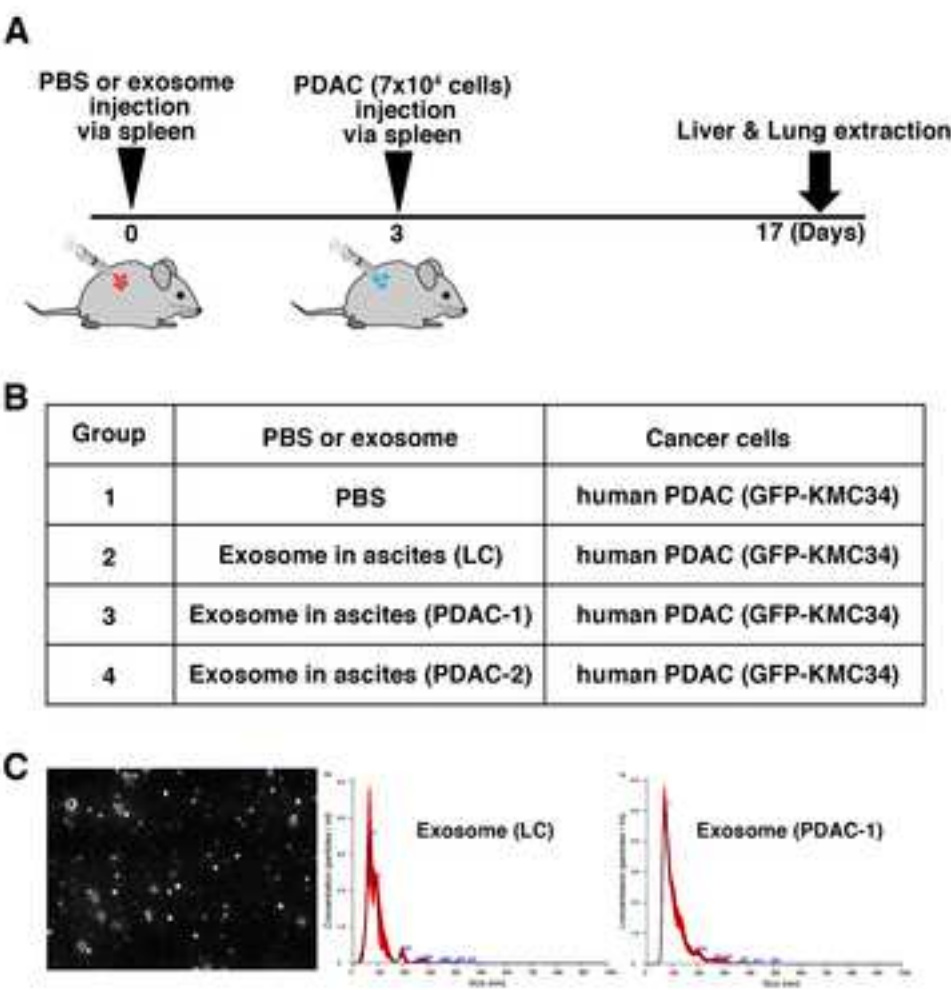 A
PBS or exosome
injection
via spleen
PDAC (7x10⁴ cells)
injection
via spleen
Liver & Lung extraction
0
3
17 (Days)
B
Group
PBS or exosome
Cancer cells
1
PBS
human PDAC (GFP-KMC34)
2
Exosome in ascites (LC)
human PDAC (GFP-KMC34)
3
Exosome in ascites (PDAC-1)
human PDAC (GFP-KMC34)
4
Exosome in ascites (PDAC-2)
human PDAC (GFP-KMC34)
C
Exosome (LC)
Exosome (PDAC-1)